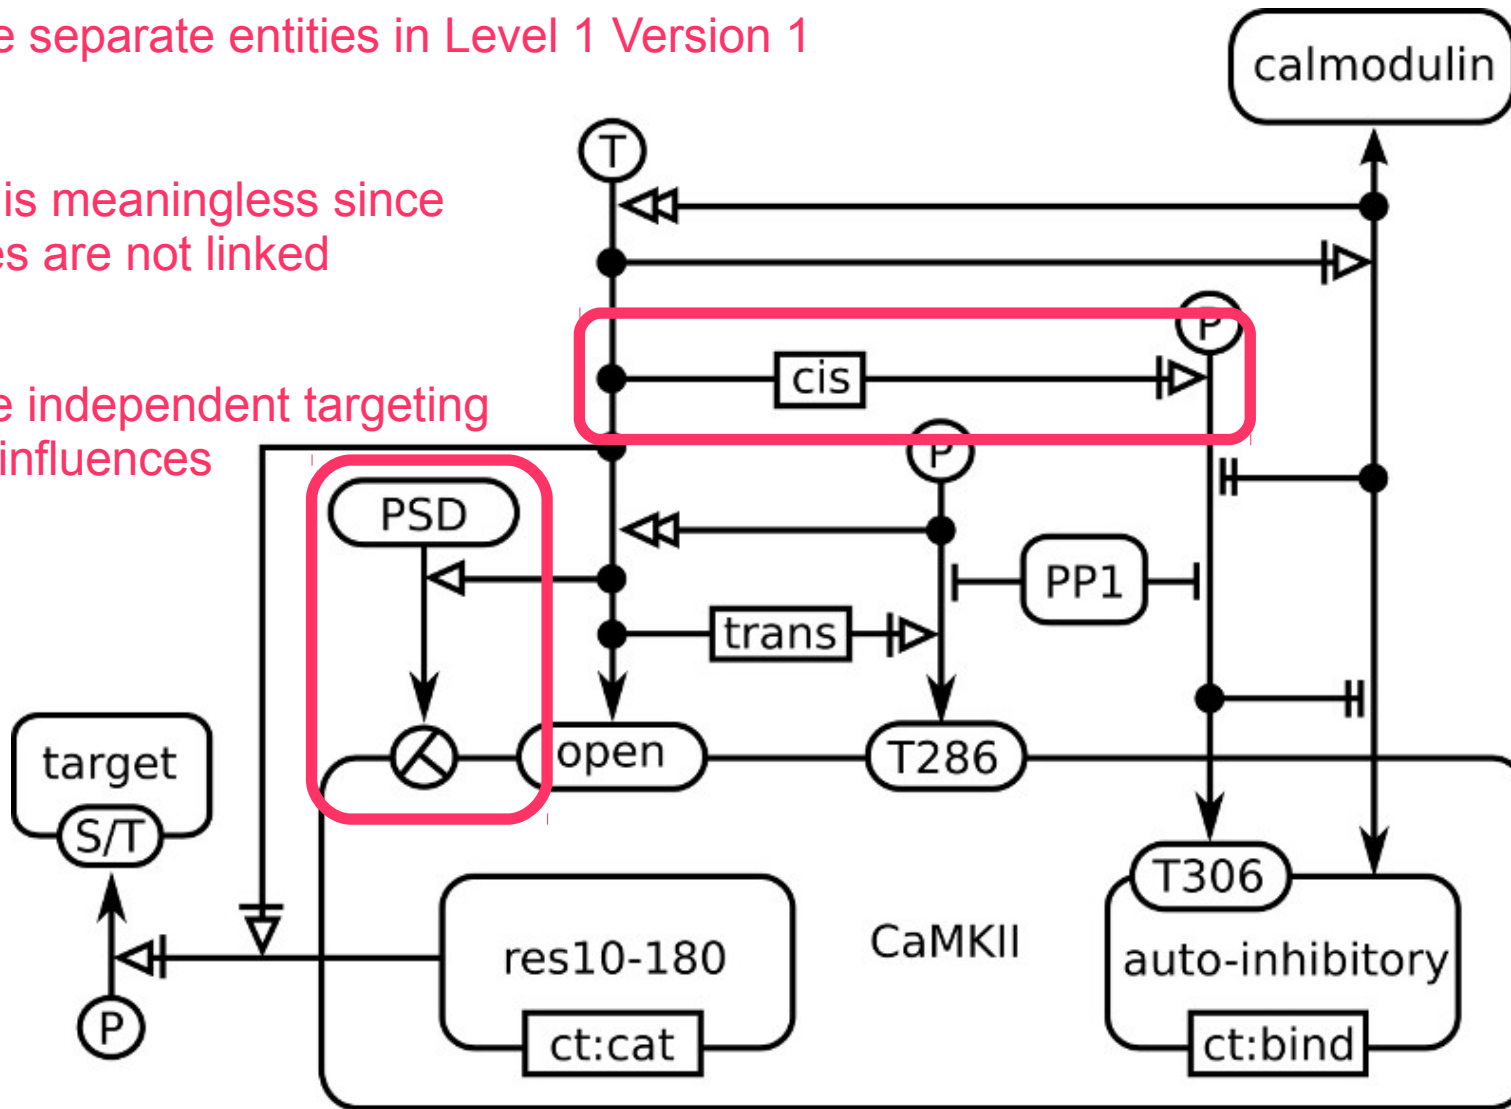 e separate entities in Level 1 Version 1
calmodulin
T
is meaningless since
es are not linked
P
cis
e independent targeting
influences
P
PSD
PP1
trans
target
open
T286
S/T
T306
CaMKII
res10-180
auto-inhibitory
P
ct:cat
ct:bind